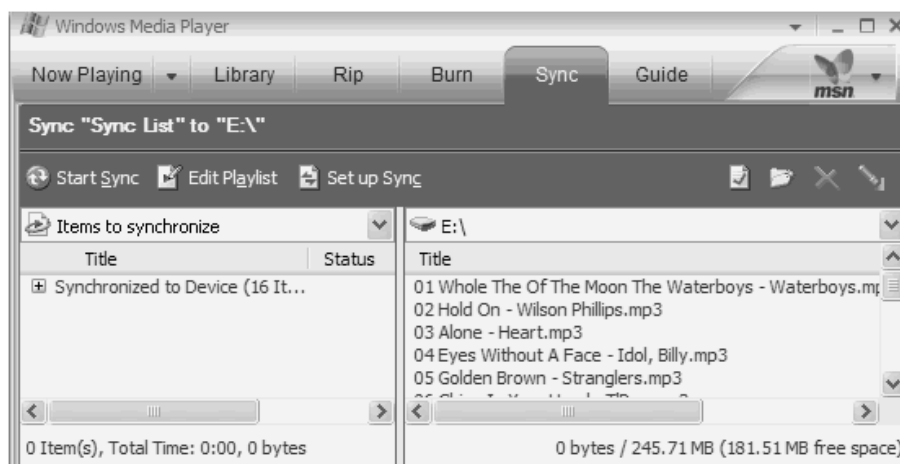 Windows Media Player
Now Playing Library Rip Burn Sync Guide msn
Sync "Sync List" to "E:\"
Start Sync Edit Playlist Set up Sync
Items to synchronize E:\
Title Status Title
Synchronized to Device (16 It... 01 Whole The Of The Moon The Waterboys - Waterboys.mp
02 Hold On - Wilson Phillips.mp3
03 Alone - Heart.mp3
04 Eyes Without A Face - Idol, Billy.mp3
05 Golden Brown - Stranglers.mp3
0 Item(s), Total Time: 0:00, 0 bytes 0 bytes / 245.71 MB (181.51 MB free space)